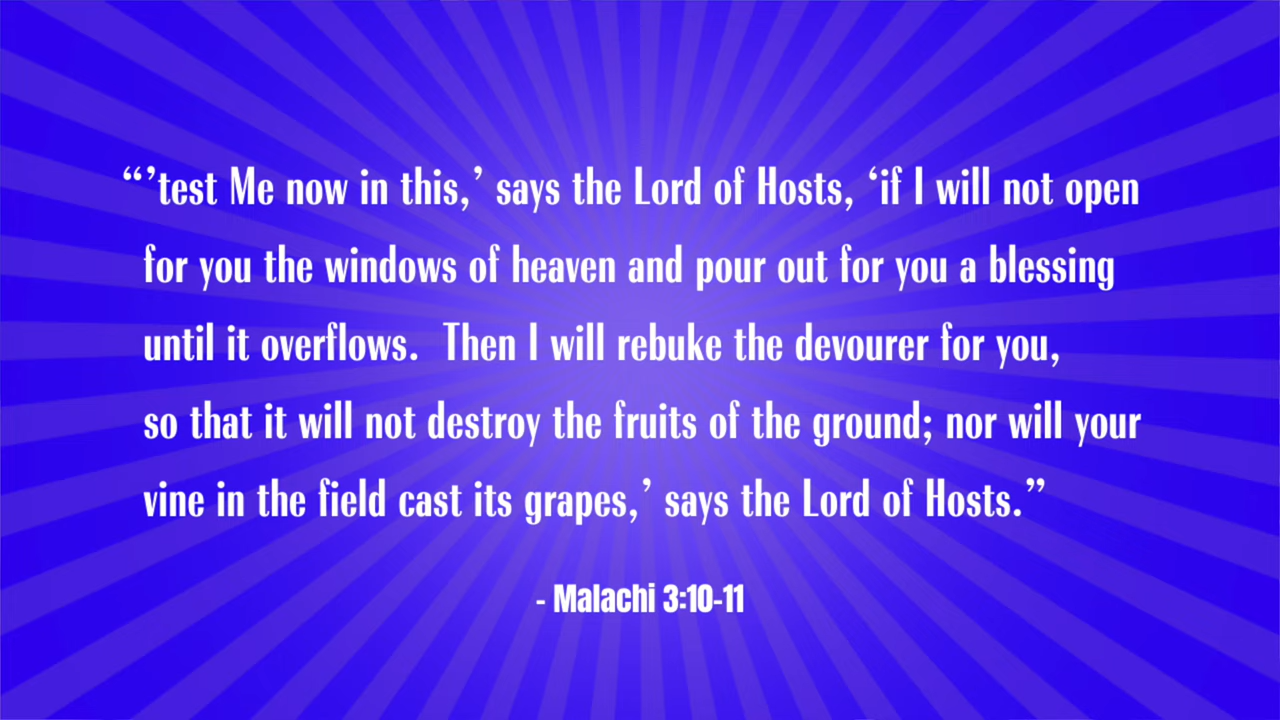 “’test Me now in this,’ says the Lord of Hosts, ‘if I will not open
for you the windows of heaven and pour out for you a blessing
until it overflows.  Then I will rebuke the devourer for you,
so that it will not destroy the fruits of the ground; nor will your
vine in the field cast its grapes,’ says the Lord of Hosts.”
- Malachi 3:10-11